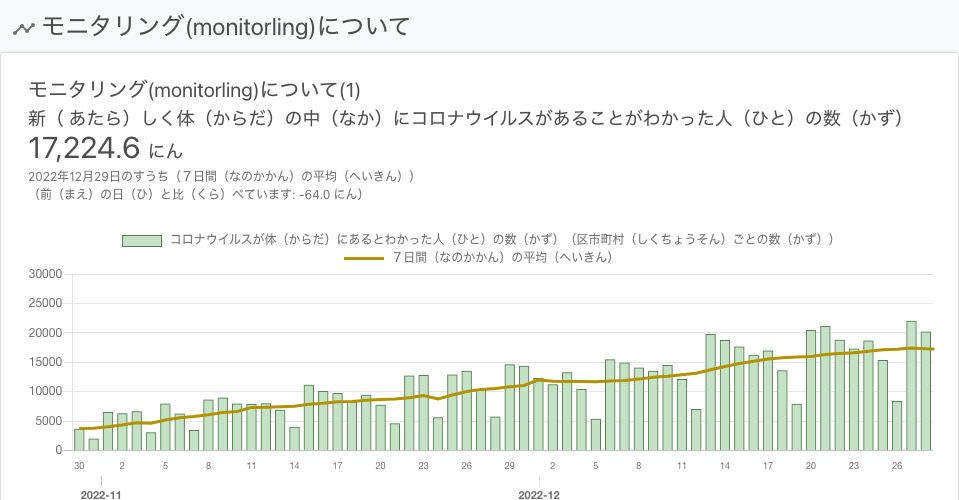 モニタリング(monitorling)について
モニタリング(monitorling)について(1)
新（ あたら）しく体（からだ）の中（なか）にコロナウイルスがあることがわかった人（ひと）の数（かず）
17,224.6 にん
2022年12月29日のすうち（７日間（なのかかん）の平均（へいきん））
（前（まえ）の日（ひ）と比（くら）べています: -64.0 にん）
コロナウイルスが体（からだ）にあるとわかった人（ひと）の数（かず）（区市町村（しくちょうそん）ごとの数（かず））
７日間（なのかかん）の平均（へいきん）
30000
25000
20000
15000
10000
5000
0
30 2 5 8 11 14 17 20 23 26 29 2 5 8 11 14 17 20 23 26
2022-11 2022-12